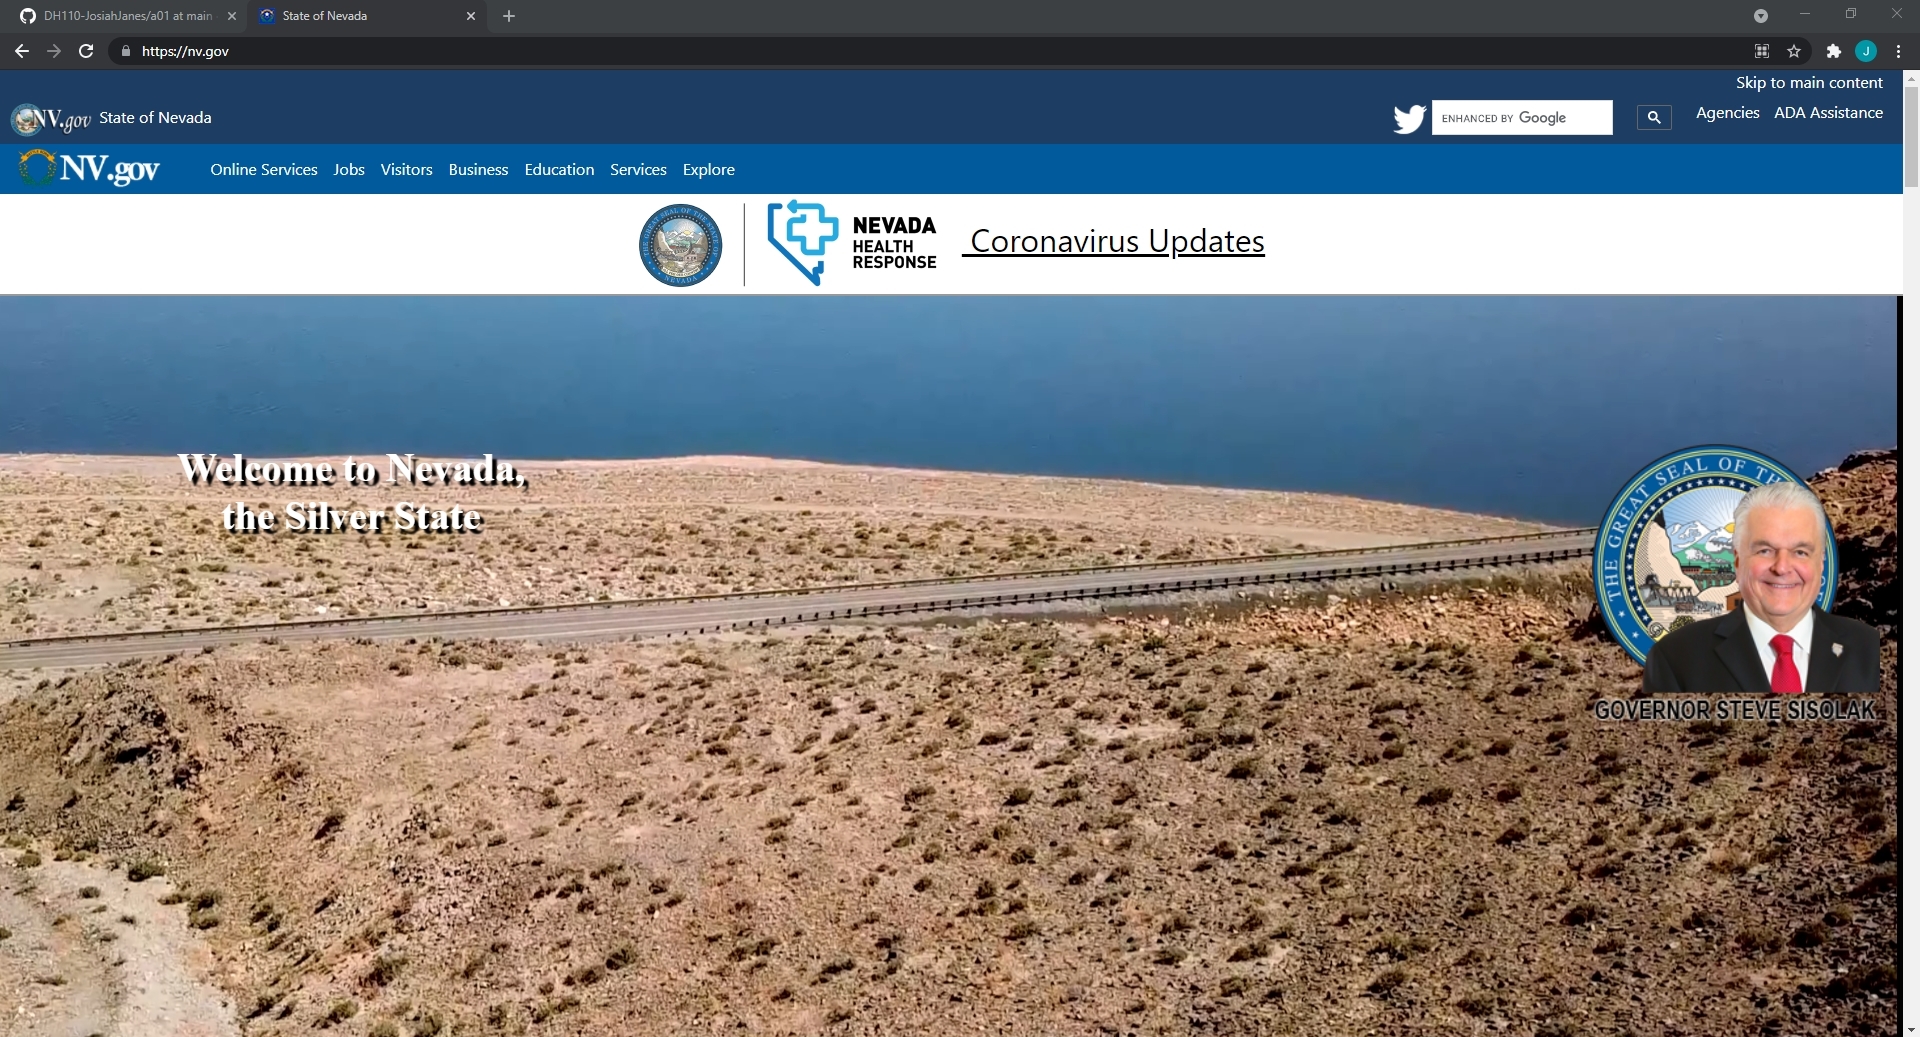 DH110-JosiahJanes/a01 at main
State of Nevada
https://nv.gov
J
Skip to main content
NV.gov State of Nevada
ENHANCED BY Google
Agencies ADA Assistance
NV.gov
Online Services Jobs Visitors Business Education Services Explore
NEVADA
HEALTH
RESPONSE
Coronavirus Updates
Welcome to Nevada,
the Silver State
THE GREAT SEAL OF THE
GOVERNOR STEVE SISOLAK